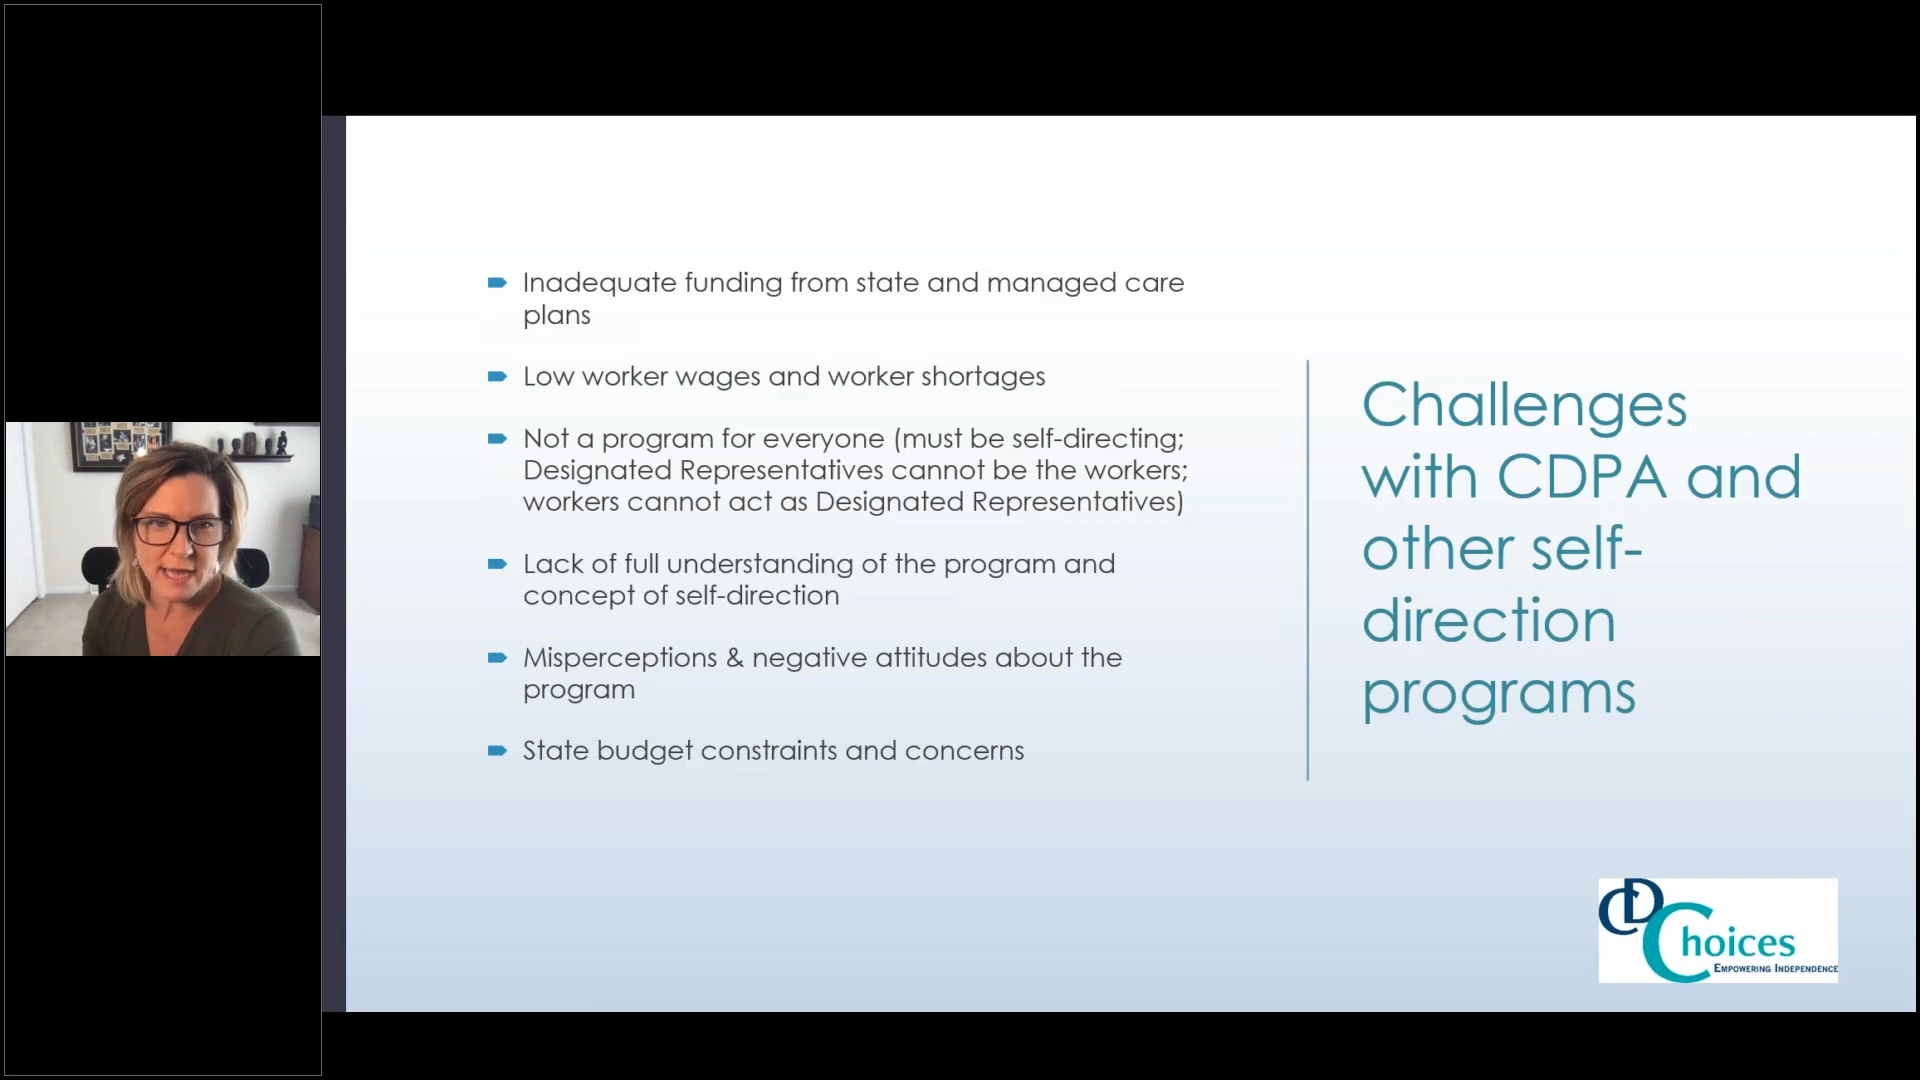 Inadequate funding from state and managed care
plans
Low worker wages and worker shortages
Not a program for everyone (must be self-directing;
Designated Representatives cannot be the workers;
workers cannot act as Designated Representatives)
Lack of full understanding of the program and
concept of self-direction
Misperceptions & negative attitudes about the
program
State budget constraints and concerns
Challenges
with CDPA and
other self-
direction
programs
CDChoices
EMPOWERING INDEPENDENCE